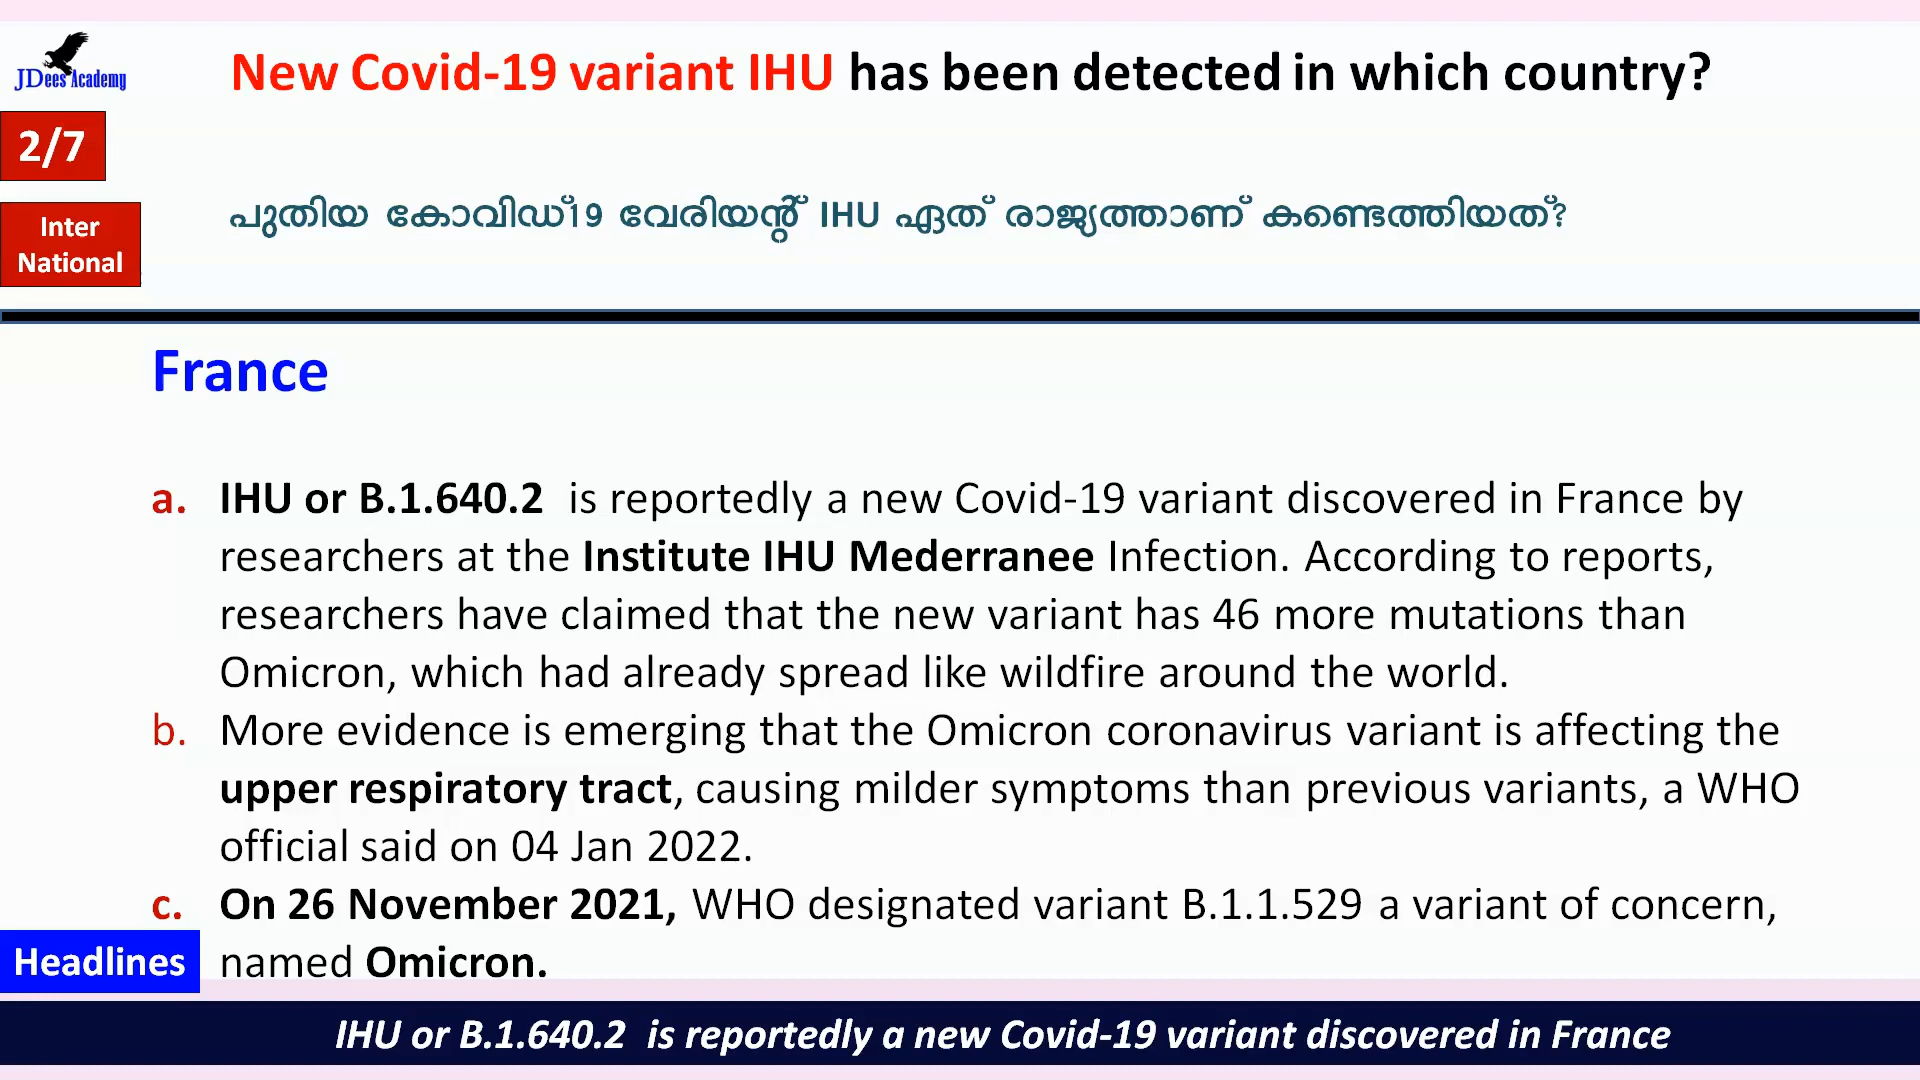 JDees Academy
New Covid-19 variant IHU has been detected in which country?
2/7
പുതിയ കോവിഡ്19 വേരിയന്റ് IHU ഏത് രാജ്യത്താണ് കണ്ടെത്തിയത്?
Inter
National
France
a. IHU or B.1.640.2 is reportedly a new Covid-19 variant discovered in France by
researchers at the Institute IHU Mederranee Infection. According to reports,
researchers have claimed that the new variant has 46 more mutations than
Omicron, which had already spread like wildfire around the world.
b. More evidence is emerging that the Omicron coronavirus variant is affecting the
upper respiratory tract, causing milder symptoms than previous variants, a WHO
official said on 04 Jan 2022.
c. On 26 November 2021, WHO designated variant B.1.1.529 a variant of concern,
named Omicron.
Headlines
IHU or B.1.640.2 is reportedly a new Covid-19 variant discovered in France